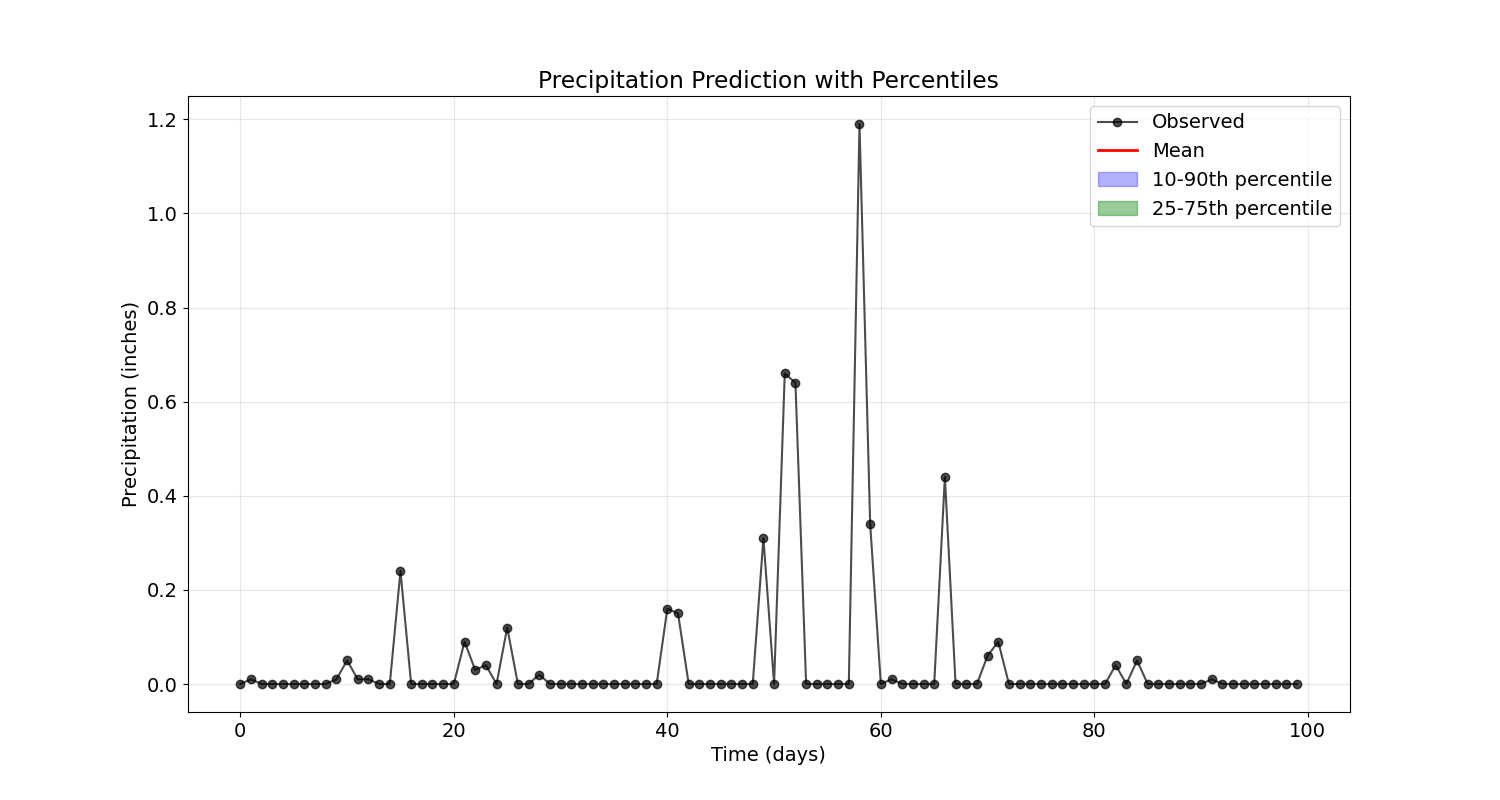 Precipitation Prediction with Percentiles
1.2
1.0
0.8
0.6
0.4
0.2
0.0
Precipitation (inches)
Observed
Mean
10-90th percentile
25-75th percentile
0 20 40 60 80 100
Time (days)